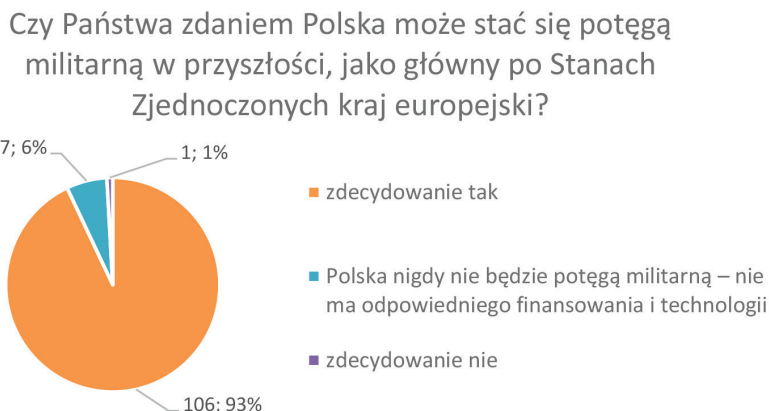 Czy Państwa zdaniem Polska może stać się potęgą
militarną w przyszłości, jako główny po Stanach
Zjednoczonych kraj europejski?
7; 6%
1; 1%
zdecydowanie tak
Polska nigdy nie będzie potęgą militarną – nie
ma odpowiedniego finansowania i technologii
zdecydowanie nie
106; 93%